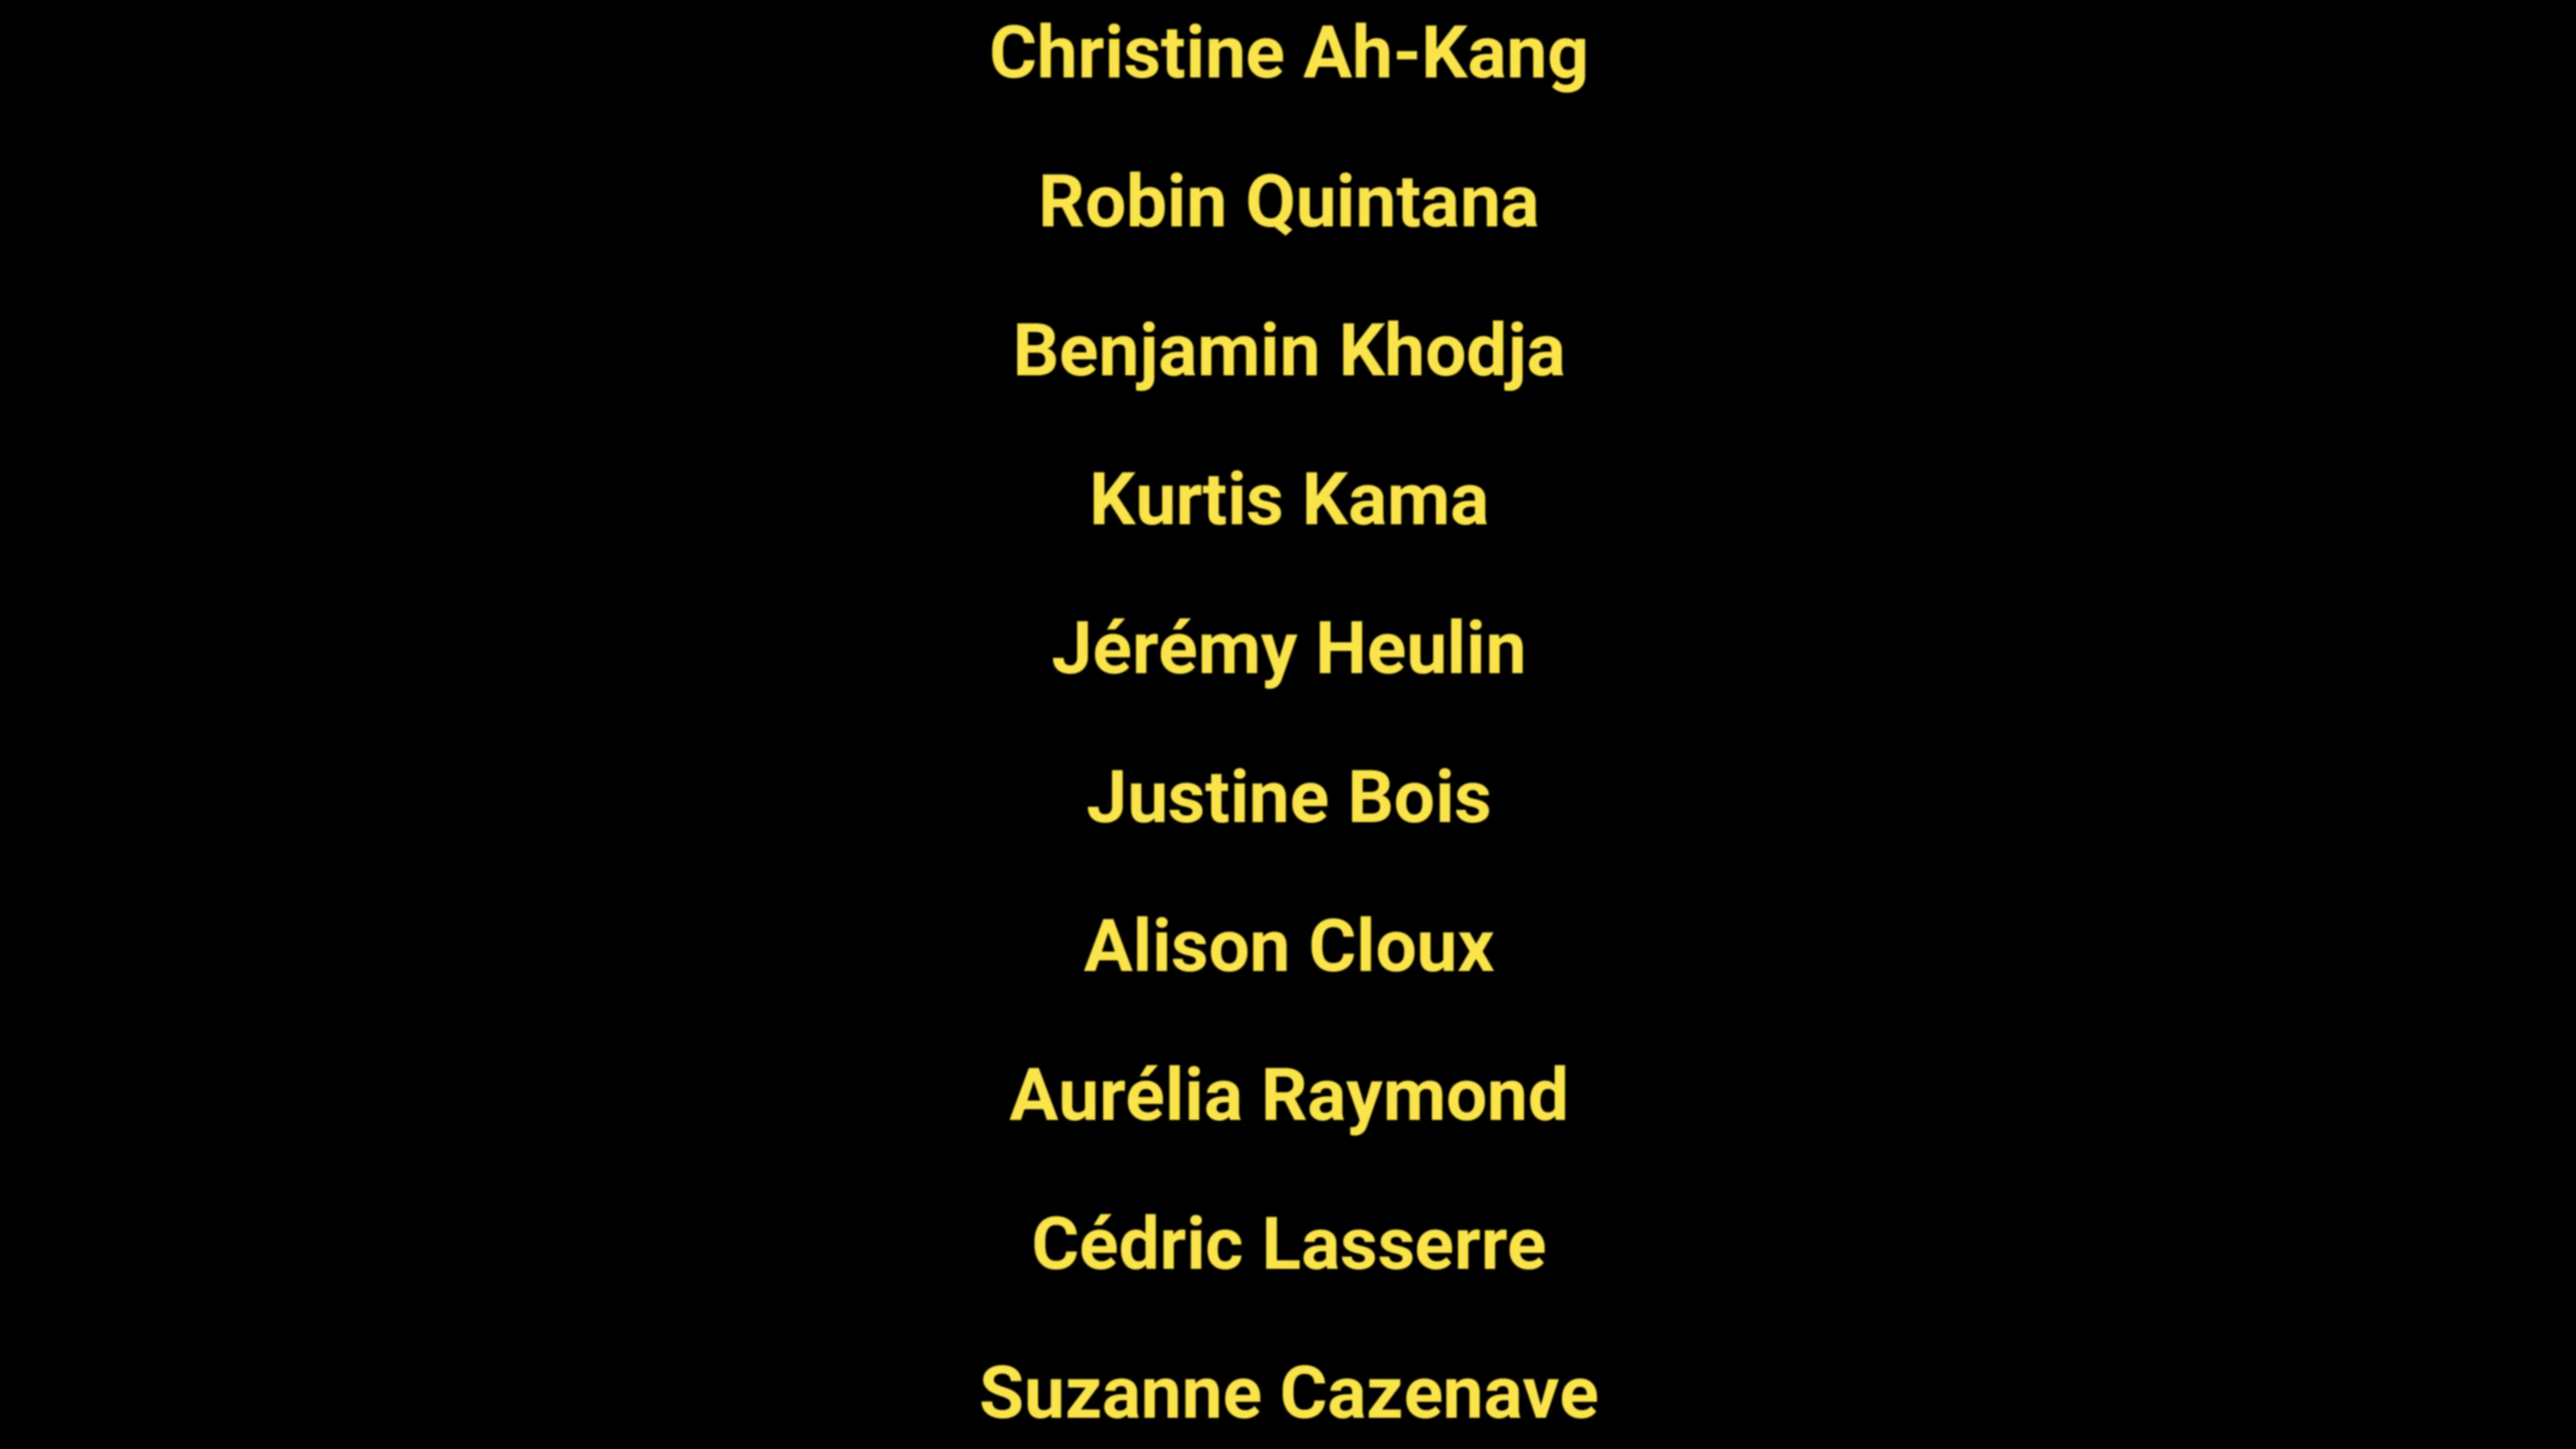 Christine Ah-Kang
Robin Quintana
Benjamin Khodja
Kurtis Kama
Jérémy Heulin
Justine Bois
Alison Cloux
Aurélia Raymond
Cédric Lasserre
Suzanne Cazenave